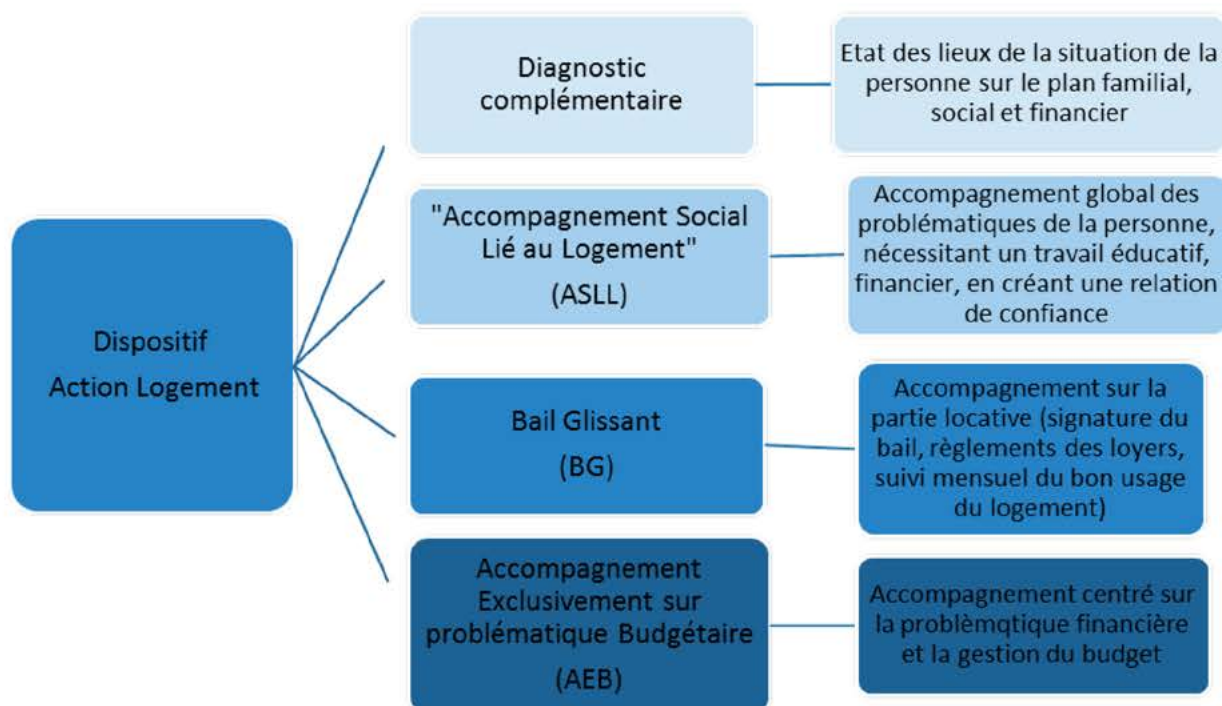 Dispositif
Action Logement
Diagnostic
complémentaire
Etat des lieux de la situation de la
personne sur le plan familial,
social et financier
"Accompagnement Social
Lié au Logement"
(ASLL)
Accompagnement global des
problématiques de la personne,
nécessitant un travail éducatif,
financier, en créant une relation
de confiance
Bail Glissant
(BG)
Accompagnement sur la
partie locative (signature du
bail, règlements des loyers,
suivi mensuel du bon usage
du logement)
Accompagnement
Exclusivement sur
problématique Budgétaire
(AEB)
Accompagnement centré sur
la problèmqtique financière
et la gestion du budget